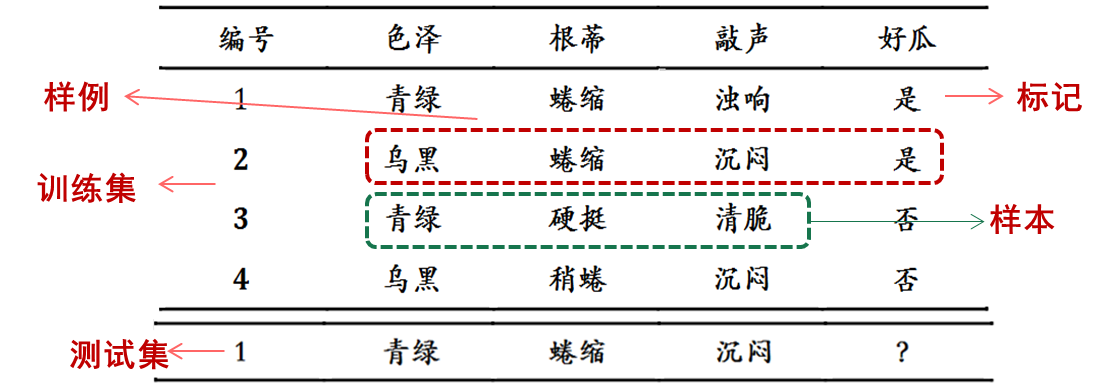 编号 色泽 根蒂 敲声 好瓜
样例 1 青绿 蜷缩 浊响 是 标记
2 乌黑 蜷缩 沉闷 是
训练集
3 青绿 硬挺 清脆 否 样本
4 乌黑 稍蜷 沉闷 否
测试集 1 青绿 蜷缩 沉闷 ?